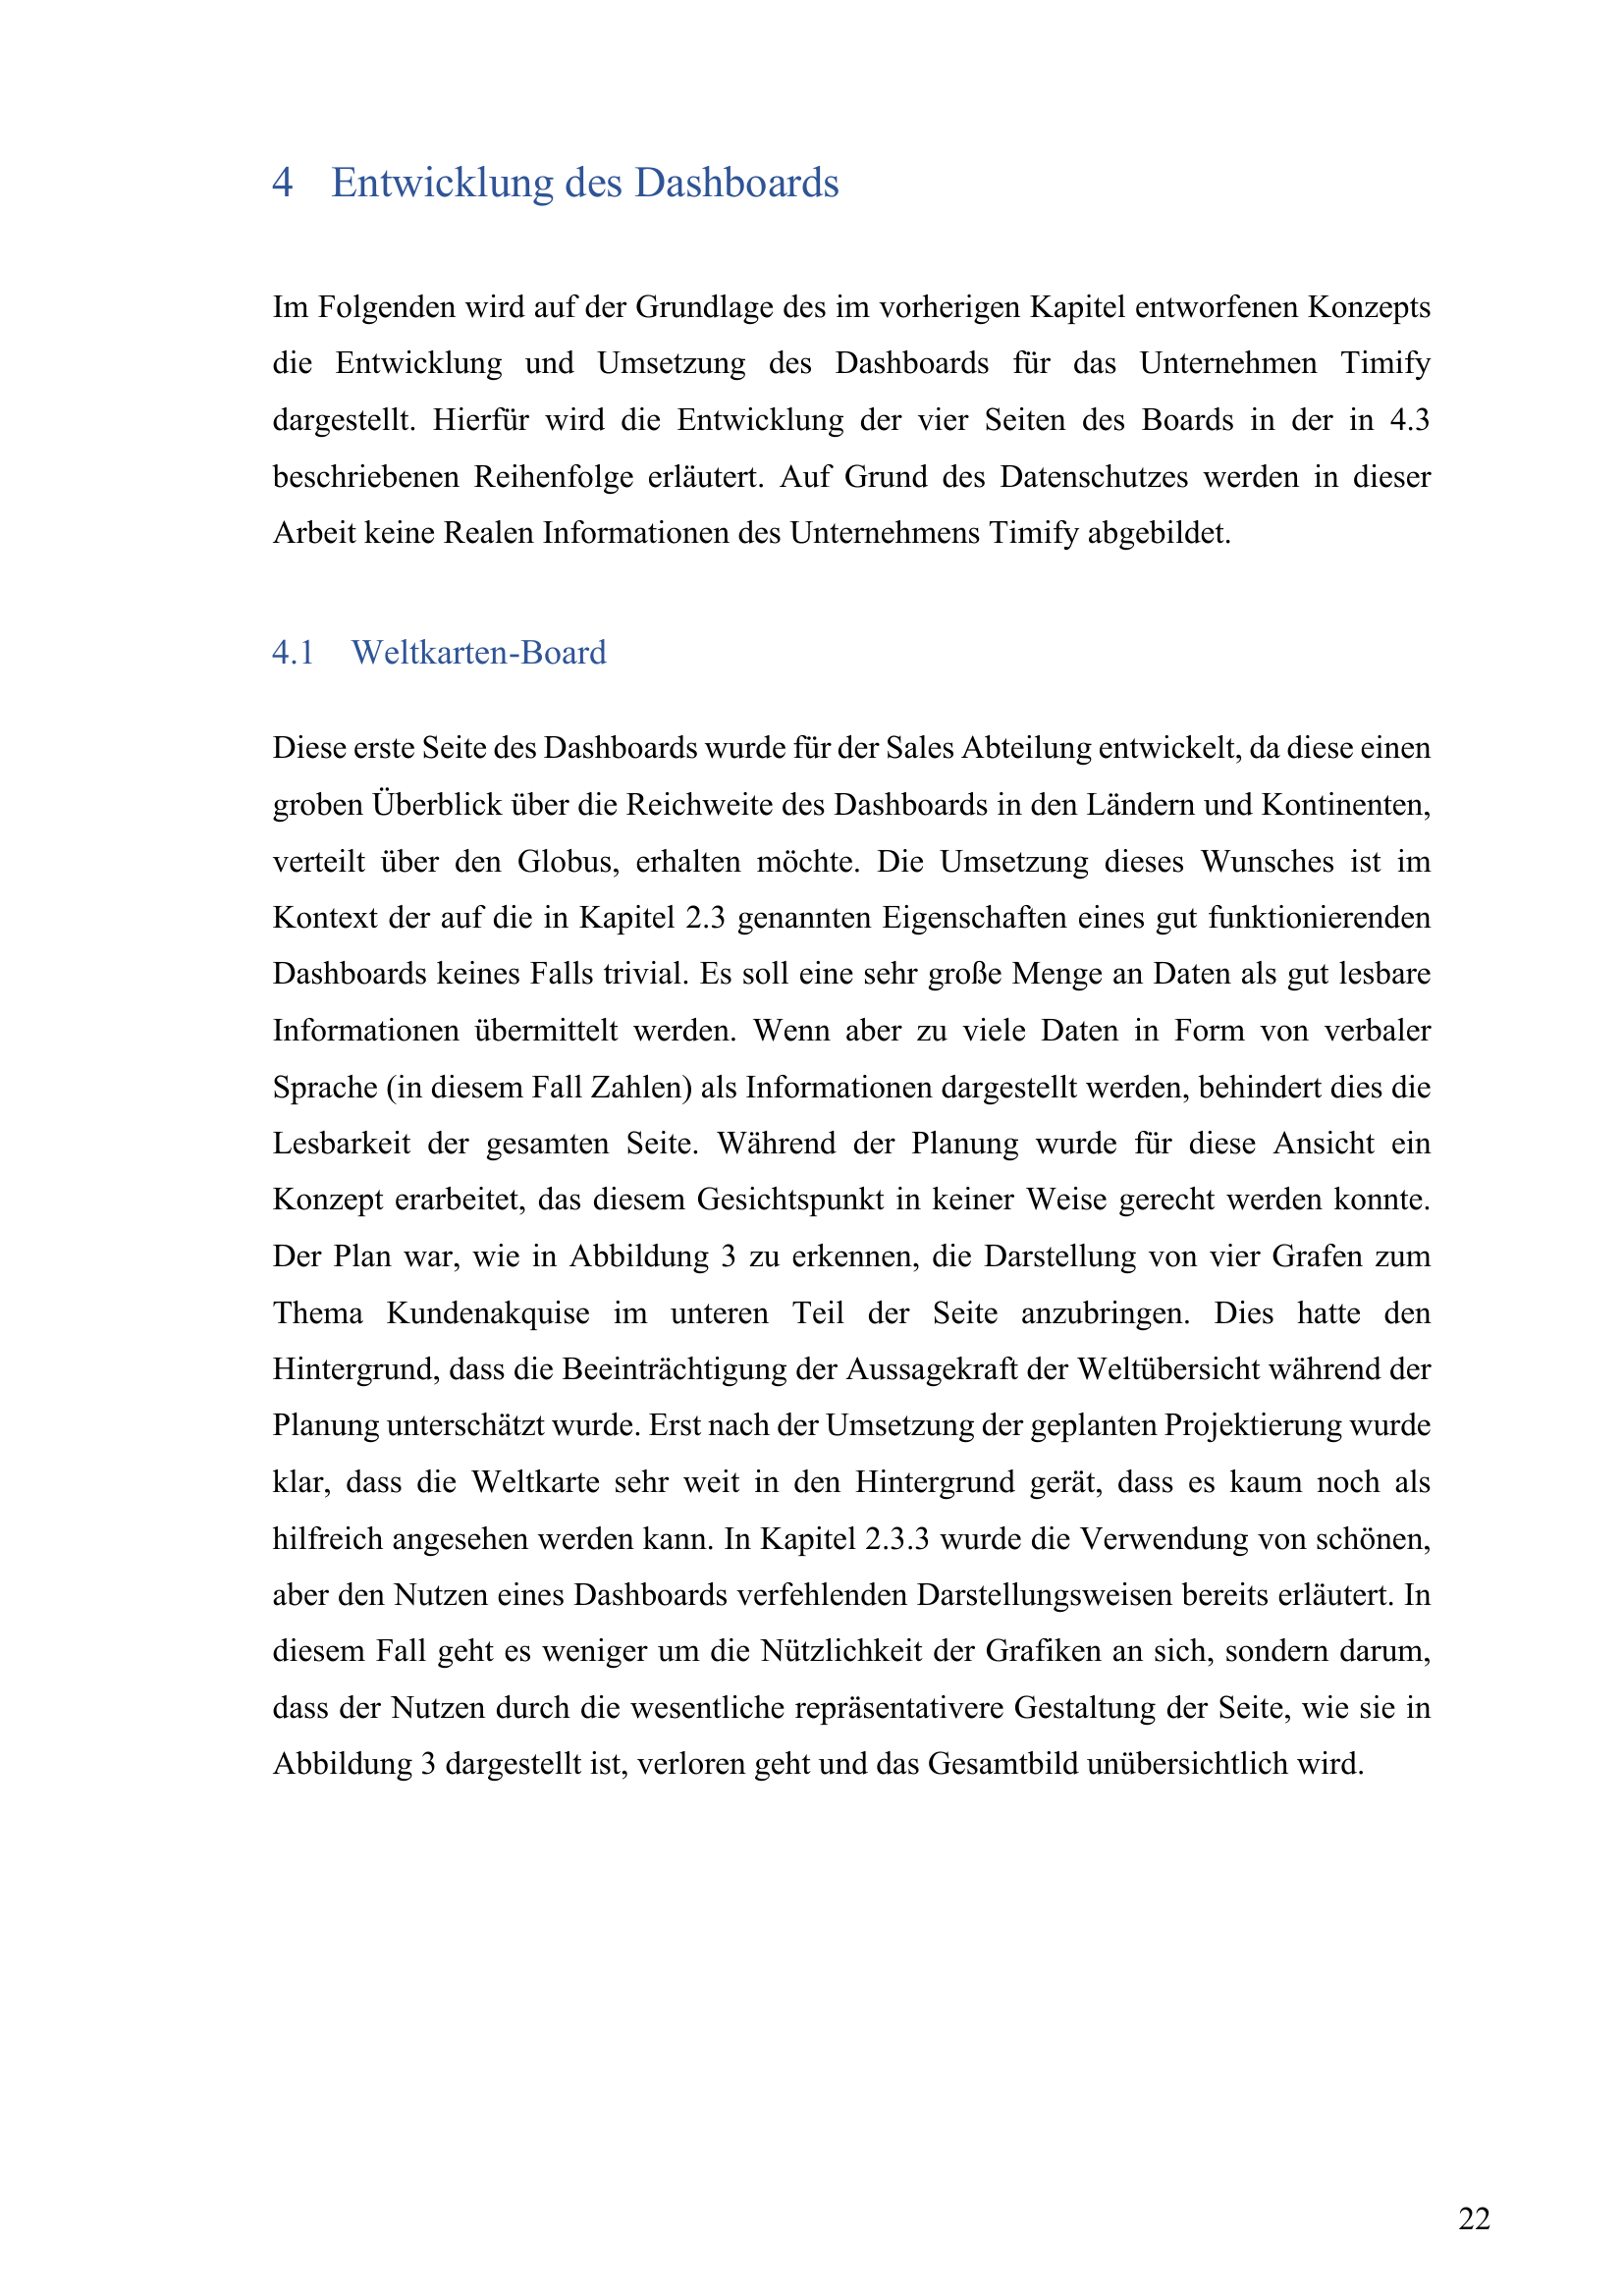 4 Entwicklung des Dashboards
Im Folgenden wird auf der Grundlage des im vorherigen Kapitel entworfenen Konzepts
die Entwicklung und Umsetzung des Dashboards für das Unternehmen Timify
dargestellt. Hierfür wird die Entwicklung der vier Seiten des Boards in der in 4.3
beschriebenen Reihenfolge erläutert. Auf Grund des Datenschutzes werden in dieser
Arbeit keine Realen Informationen des Unternehmens Timify abgebildet.
4.1 Weltkarten-Board
Diese erste Seite des Dashboards wurde für der Sales Abteilung entwickelt, da diese einen
groben Überblick über die Reichweite des Dashboards in den Ländern und Kontinenten,
verteilt über den Globus, erhalten möchte. Die Umsetzung dieses Wunsches ist im
Kontext der auf die in Kapitel 2.3 genannten Eigenschaften eines gut funktionierenden
Dashboards keines Falls trivial. Es soll eine sehr große Menge an Daten als gut lesbare
Informationen übermittelt werden. Wenn aber zu viele Daten in Form von verbaler
Sprache (in diesem Fall Zahlen) als Informationen dargestellt werden, behindert dies die
Lesbarkeit der gesamten Seite. Während der Planung wurde für diese Ansicht ein
Konzept erarbeitet, das diesem Gesichtspunkt in keiner Weise gerecht werden konnte.
Der Plan war, wie in Abbildung 3 zu erkennen, die Darstellung von vier Grafen zum
Thema Kundenakquise im unteren Teil der Seite anzubringen. Dies hatte den
Hintergrund, dass die Beeinträchtigung der Aussagekraft der Weltübersicht während der
Planung unterschätzt wurde. Erst nach der Umsetzung der geplanten Projektierung wurde
klar, dass die Weltkarte sehr weit in den Hintergrund gerät, dass es kaum noch als
hilfreich angesehen werden kann. In Kapitel 2.3.3 wurde die Verwendung von schönen,
aber den Nutzen eines Dashboards verfehlenden Darstellungsweisen bereits erläutert. In
diesem Fall geht es weniger um die Nützlichkeit der Grafiken an sich, sondern darum,
dass der Nutzen durch die wesentliche repräsentativere Gestaltung der Seite, wie sie in
Abbildung 3 dargestellt ist, verloren geht und das Gesamtbild unübersichtlich wird.
22